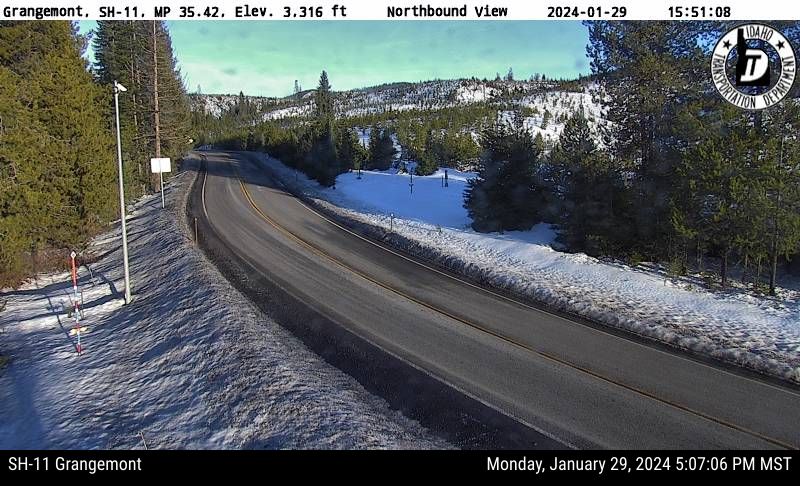 Grangemont, SH-11, MP 35.42, Elev. 3,316 ft Northbound View 2024-01-29 15:51:08
IDAHO
TRANSPORTATION DEPARTMENT
SH-11 Grangemont Monday, January 29, 2024 5:07:06 PM MST